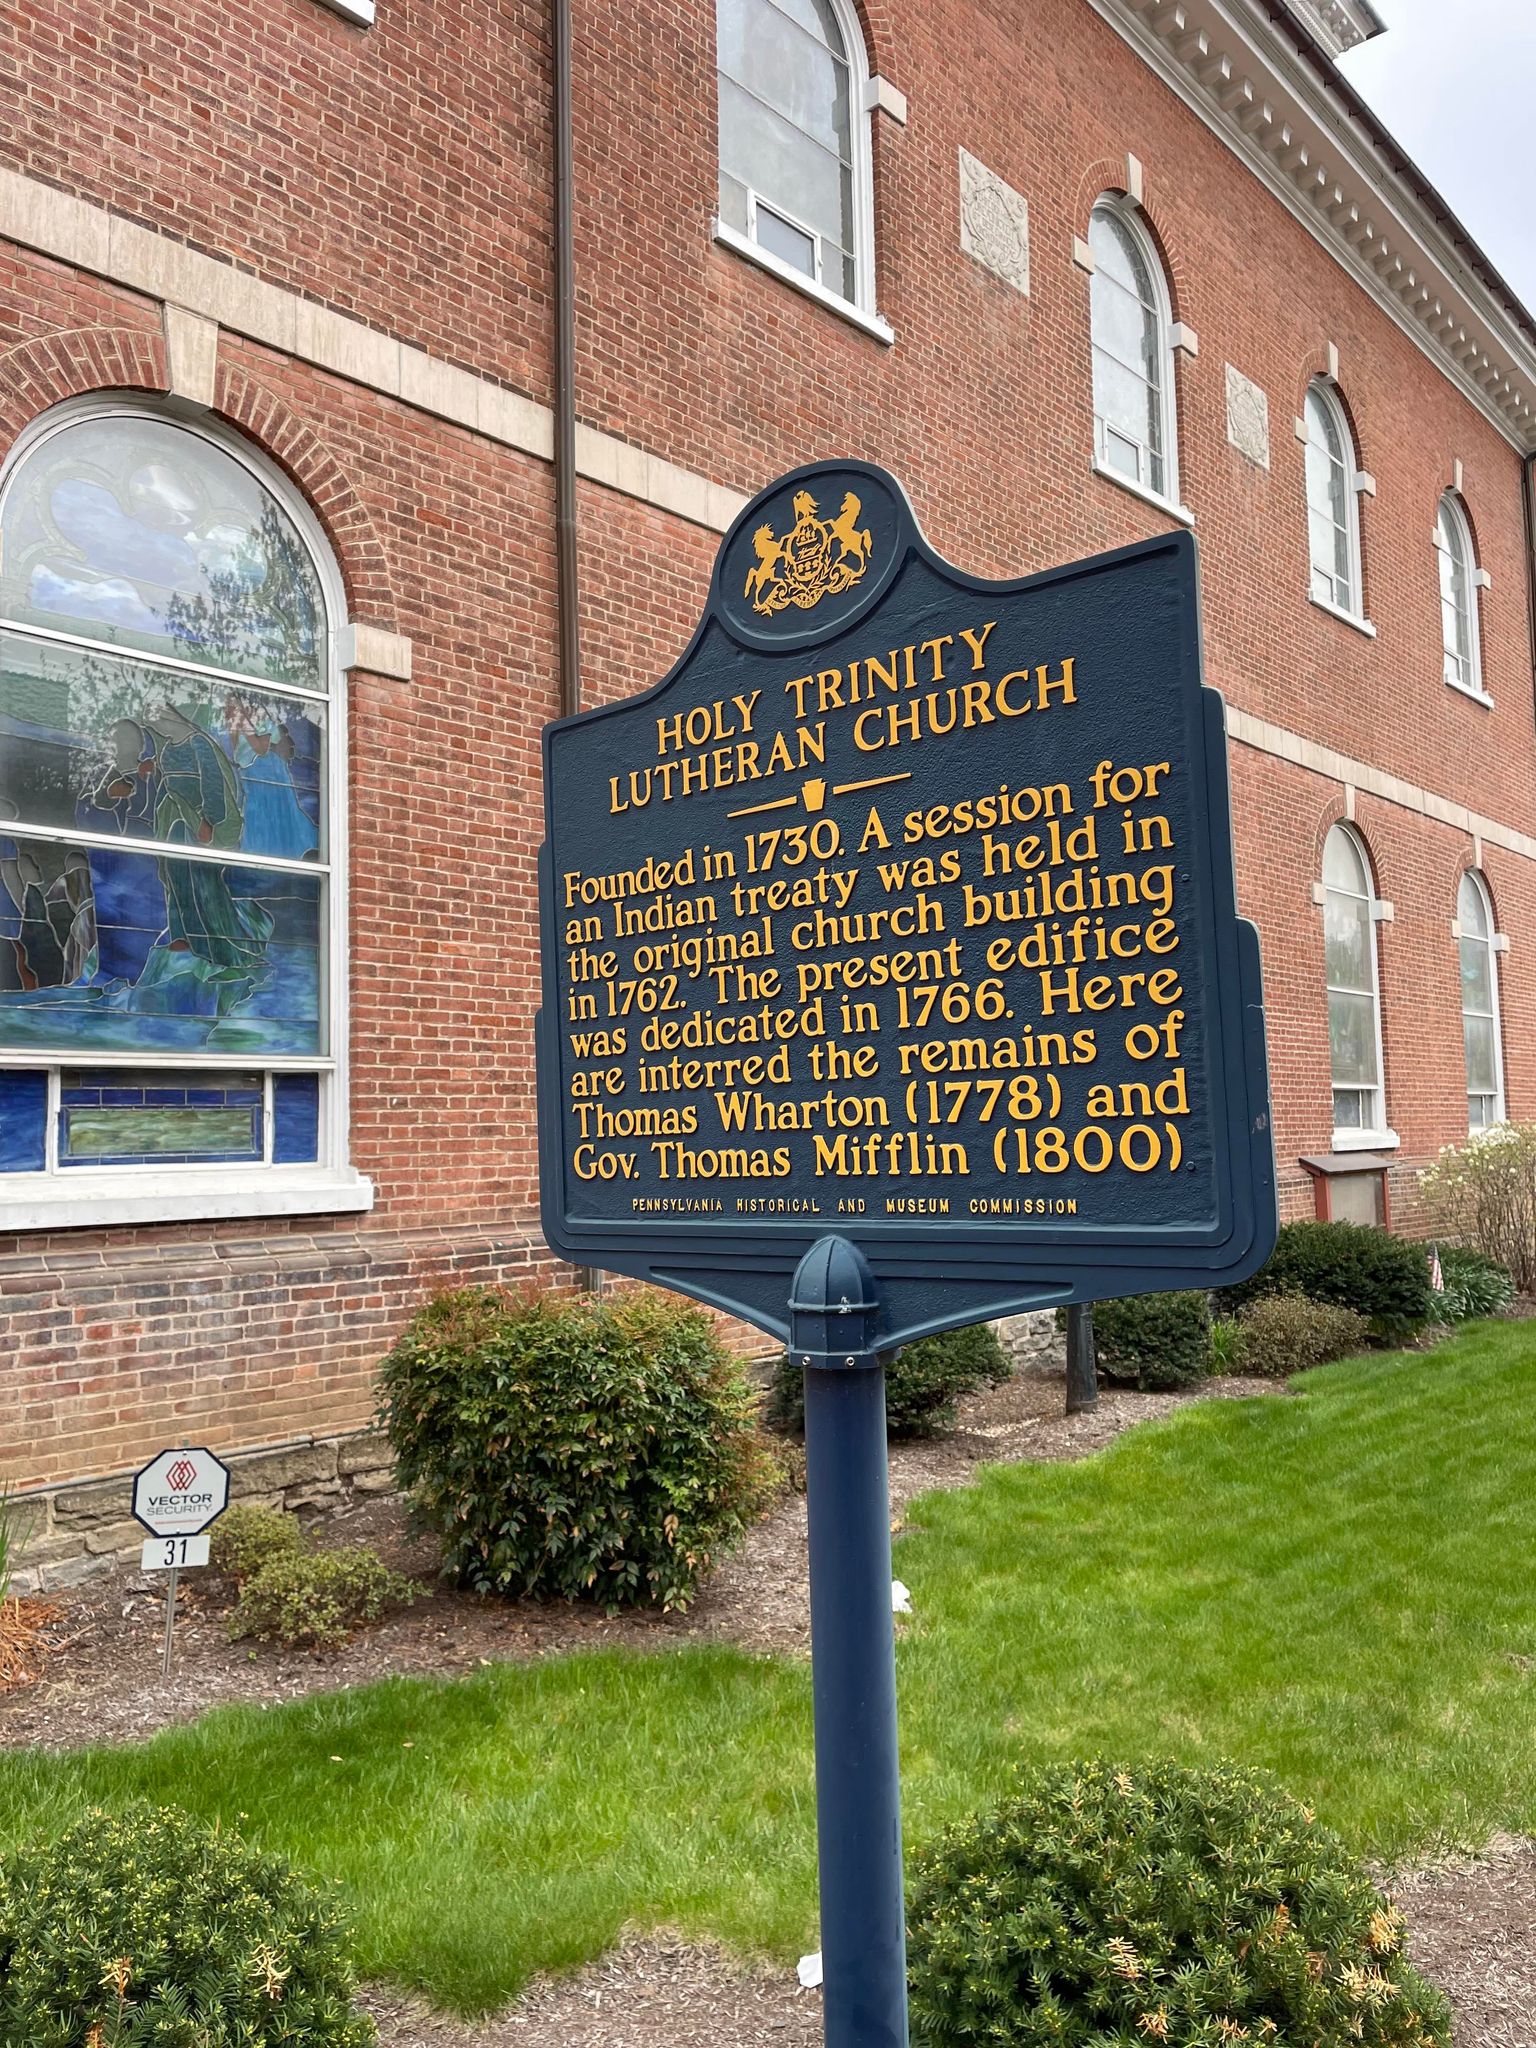 HOLY TRINITY
LUTHERAN CHURCH
Founded in 1730. A session for
an Indian treaty was held in
the original church building
in 1762. The present edifice
was dedicated in 1766. Here
are interred the remains of
Thomas Wharton (1778) and
Gov. Thomas Mifflin (1800).
PENNSYLVANIA HISTORICAL AND MUSEUM COMMISSION
VECTOR
SECURITY
31